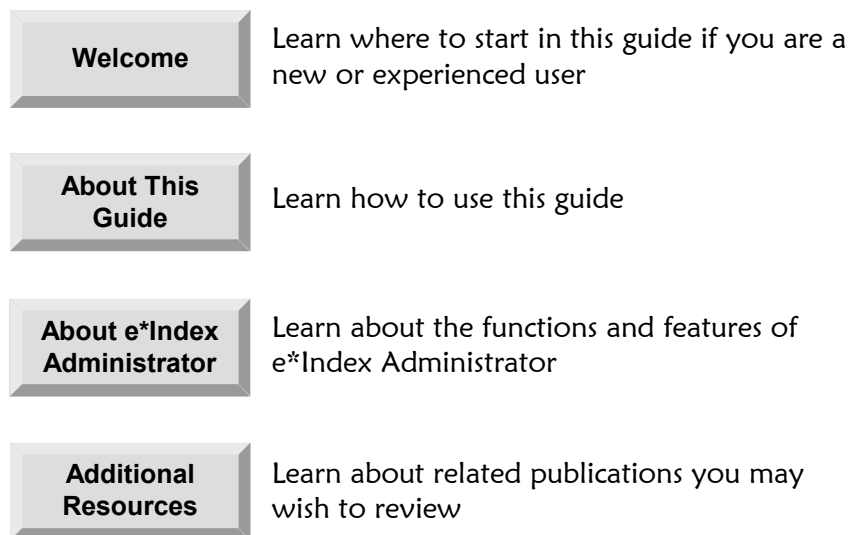 Welcome
Learn where to start in this guide if you are a
new or experienced user
About This
Guide
Learn how to use this guide
About e*Index
Administrator
Learn about the functions and features of
e*Index Administrator
Additional
Resources
Learn about related publications you may
wish to review